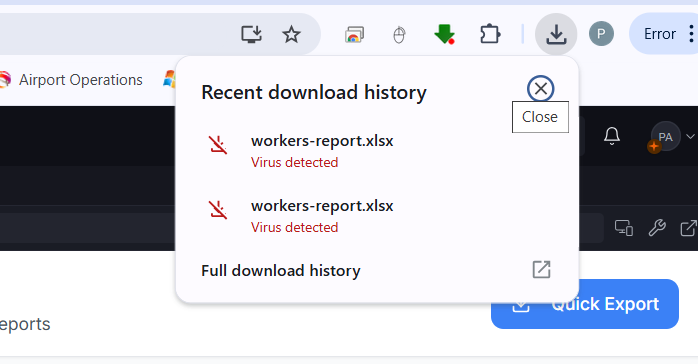 P
Error
Airport Operations
Recent download history
Close
workers-report.xlsx
Virus detected
PA
workers-report.xlsx
Virus detected
Full download history
Quick Export
eports